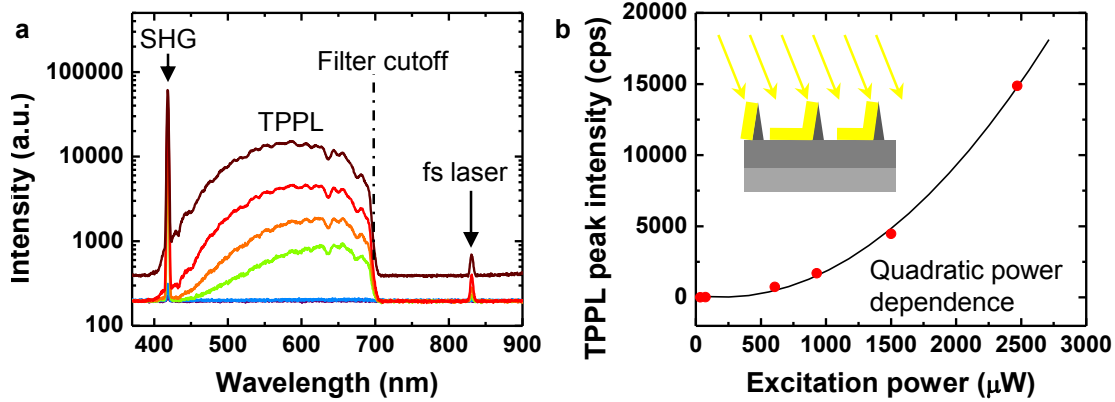 a
SHG
Filter cutoff
TPPL
fs laser
Intensity (a.u.)
100000
10000
1000
100
400 500 600 700 800 900
Wavelength (nm)
b
TPPL peak intensity (cps)
20000
15000
10000
5000
0
Quadratic power
dependence
0 500 1000 1500 2000 2500 3000
Excitation power (μW)